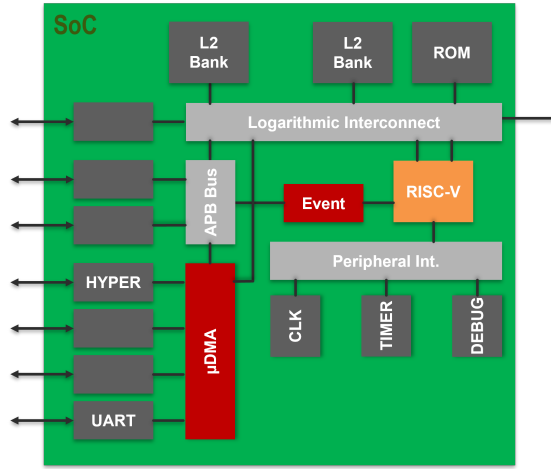 SoC
L2
Bank
L2
Bank
ROM
Logarithmic Interconnect
APB Bus
Event
RISC-V
Peripheral Int.
HYPER
µDMA
CLK
TIMER
DEBUG
UART